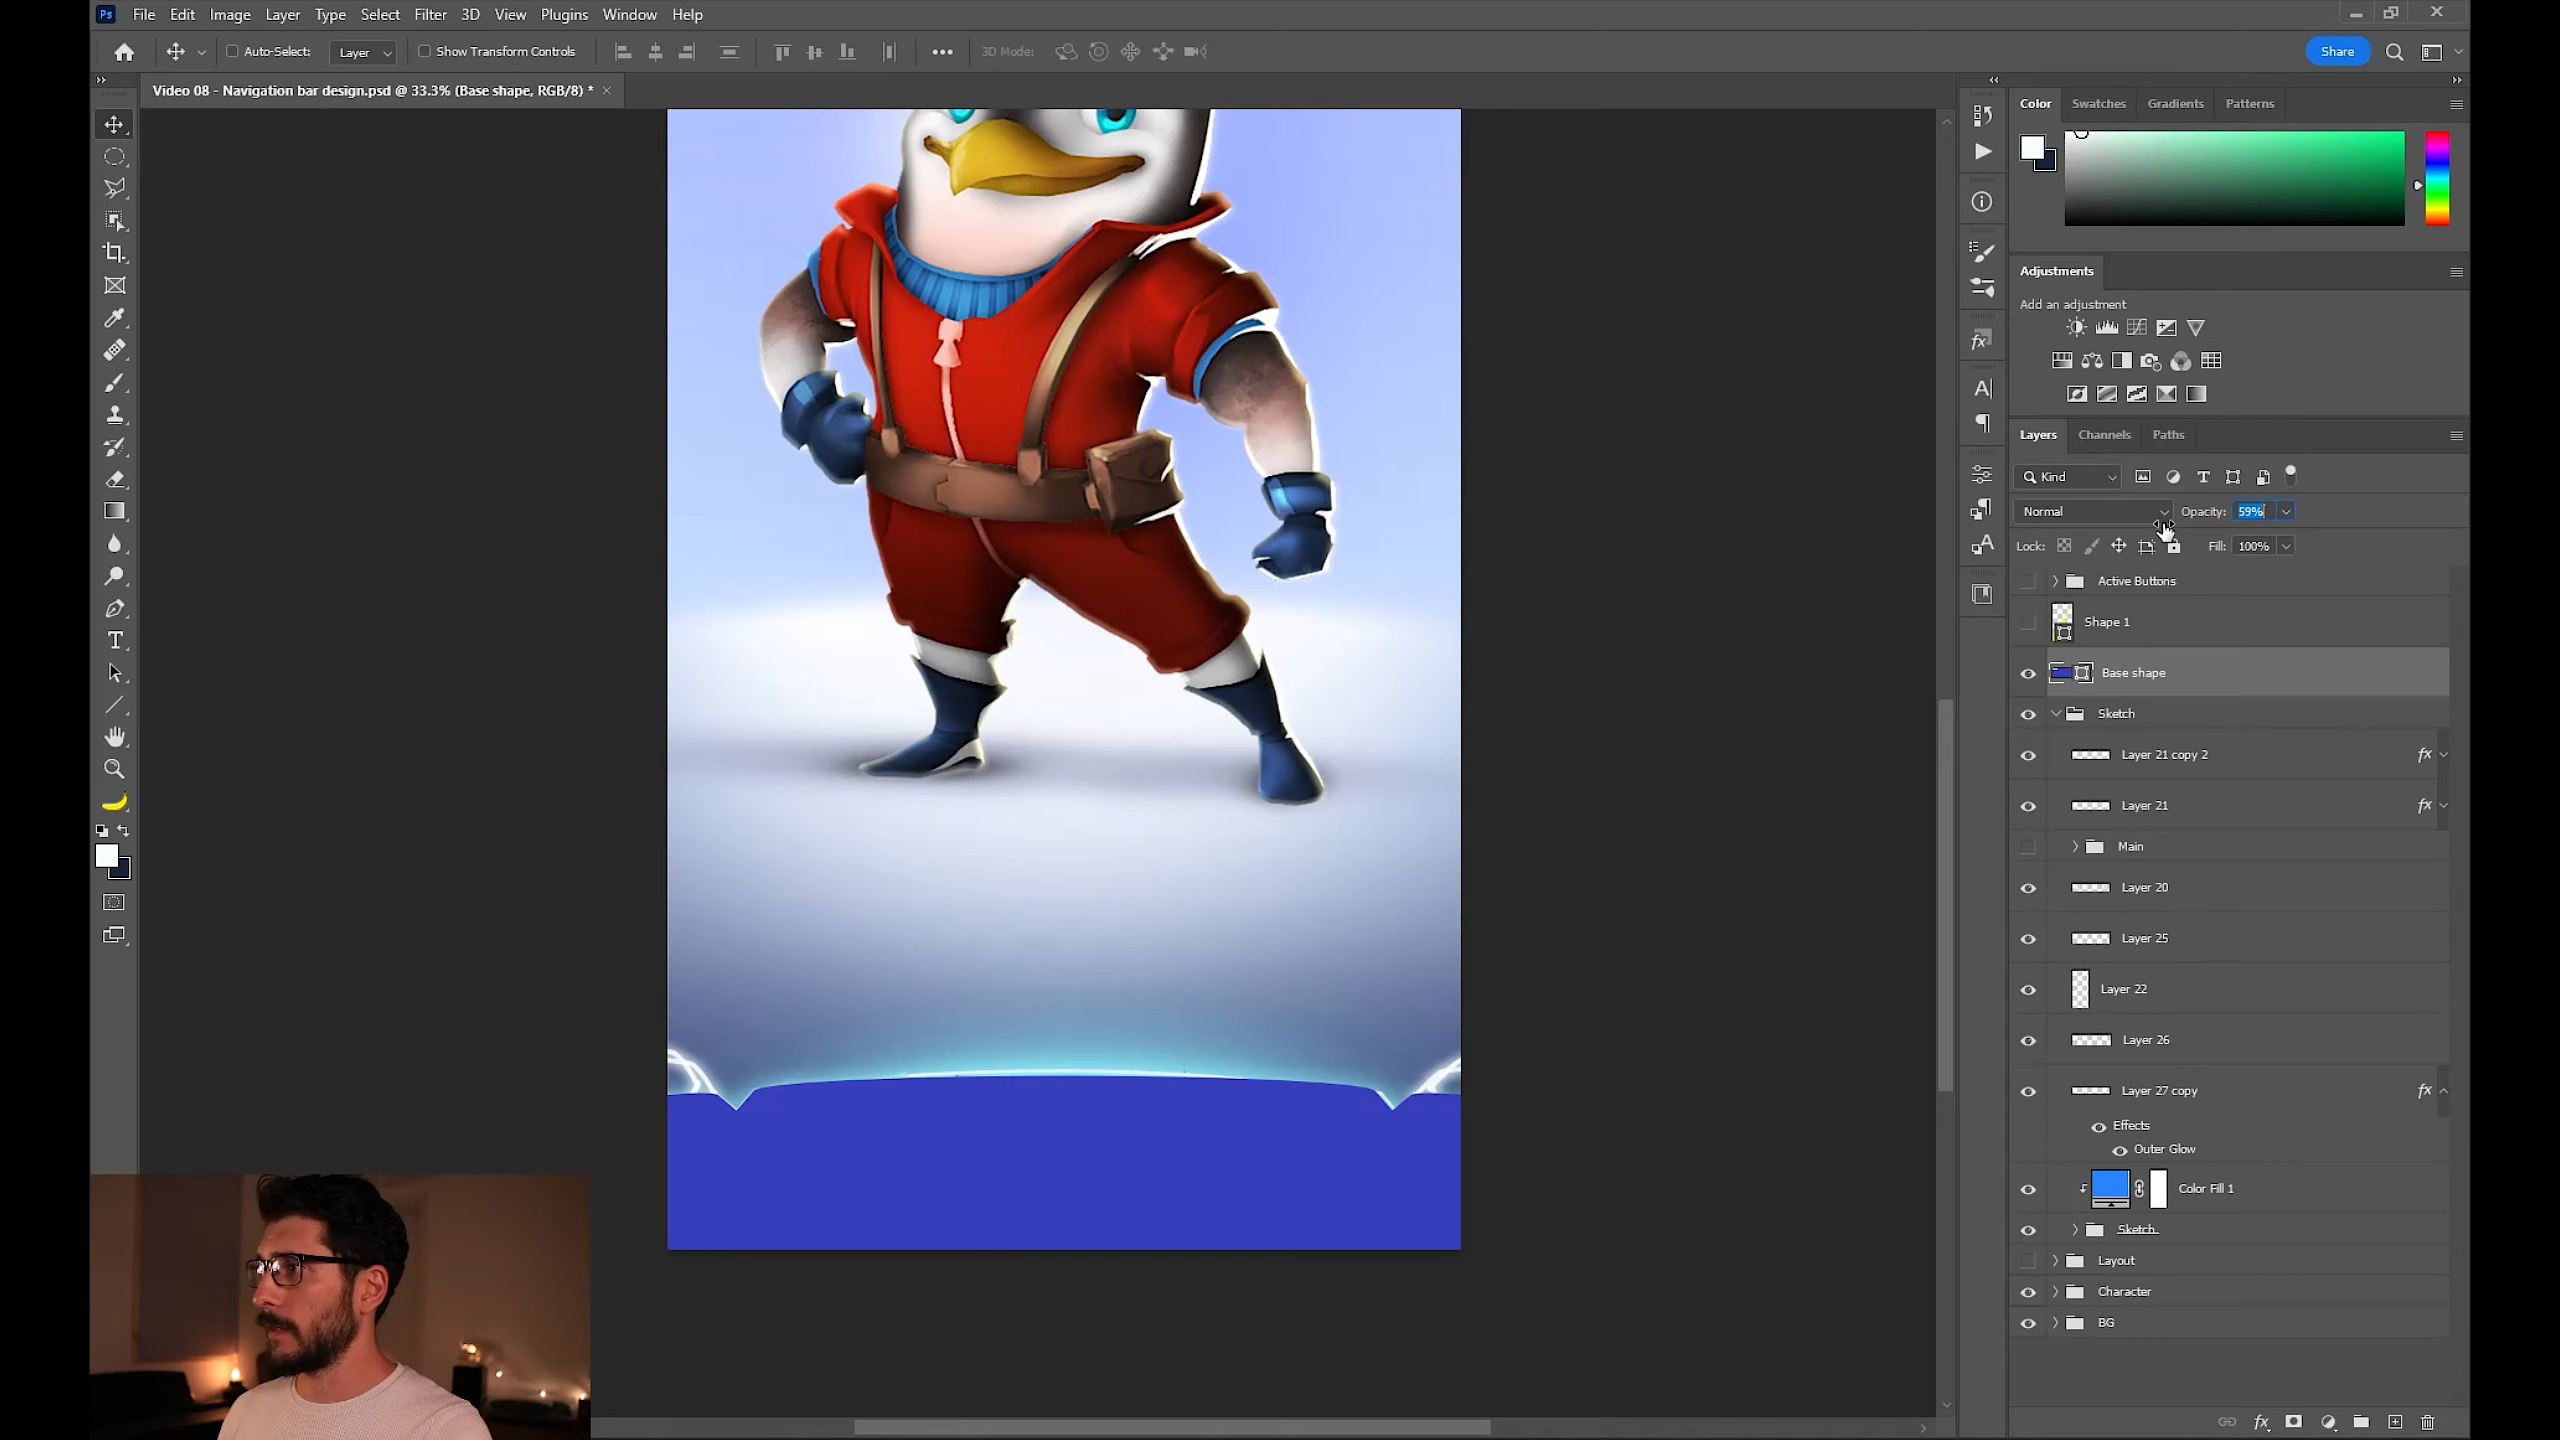 Ps File Edit Image Layer Type Select Filter 3D View Plugins Window Help
Auto-Select: Layer Show Transform Controls 3D Mode: Share
Video 08 - Navigation bar design.psd @ 33.3% (Base shape, RGB/8) *
Color Swatches Gradients Patterns
Adjustments
Add an adjustment
Layers Channels Paths
Kind
Normal Opacity: 59%
Lock: Fill: 100%
Active Buttons
Shape 1
Base shape
Sketch
Layer 21 copy 2 fx
Layer 21 fx
Main
Layer 20
Layer 25
Layer 22
Layer 26
Layer 27 copy fx
Effects
Outer Glow
Color Fill 1
Sketch
Layout
Character
BG
fx